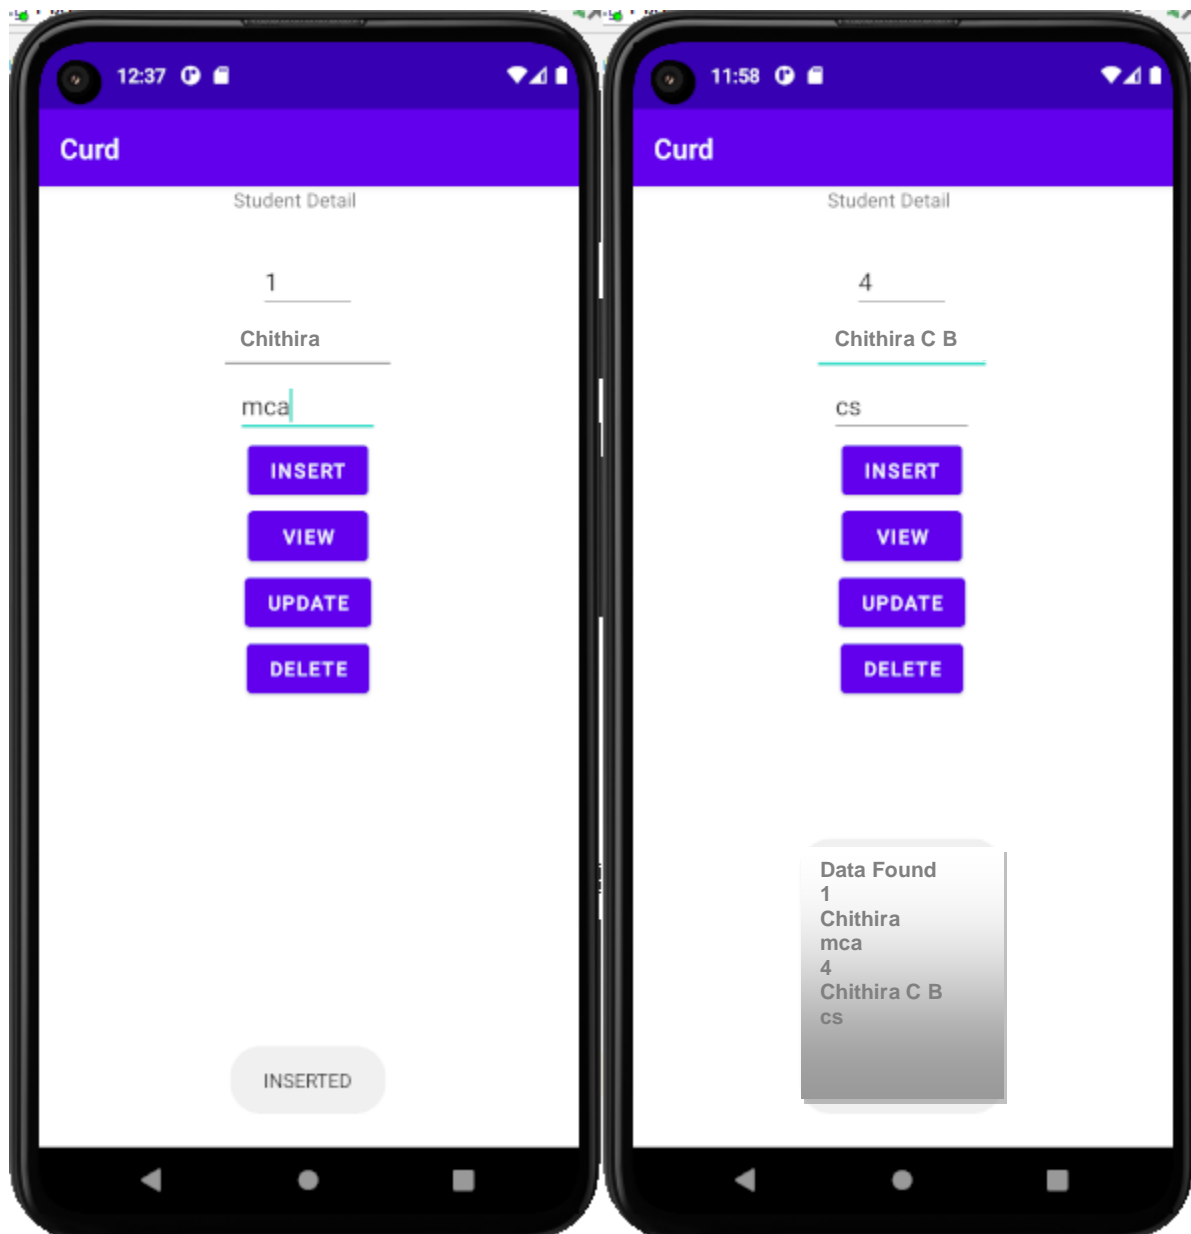 12:37
Curd
Student Detail
1
Chithira
mca
INSERT
VIEW
UPDATE
DELETE
INSERTED
11:58
Curd
Student Detail
4
Chithira C B
cs
INSERT
VIEW
UPDATE
DELETE
Data Found
1
Chithira
mca
4
Chithira C B
cs